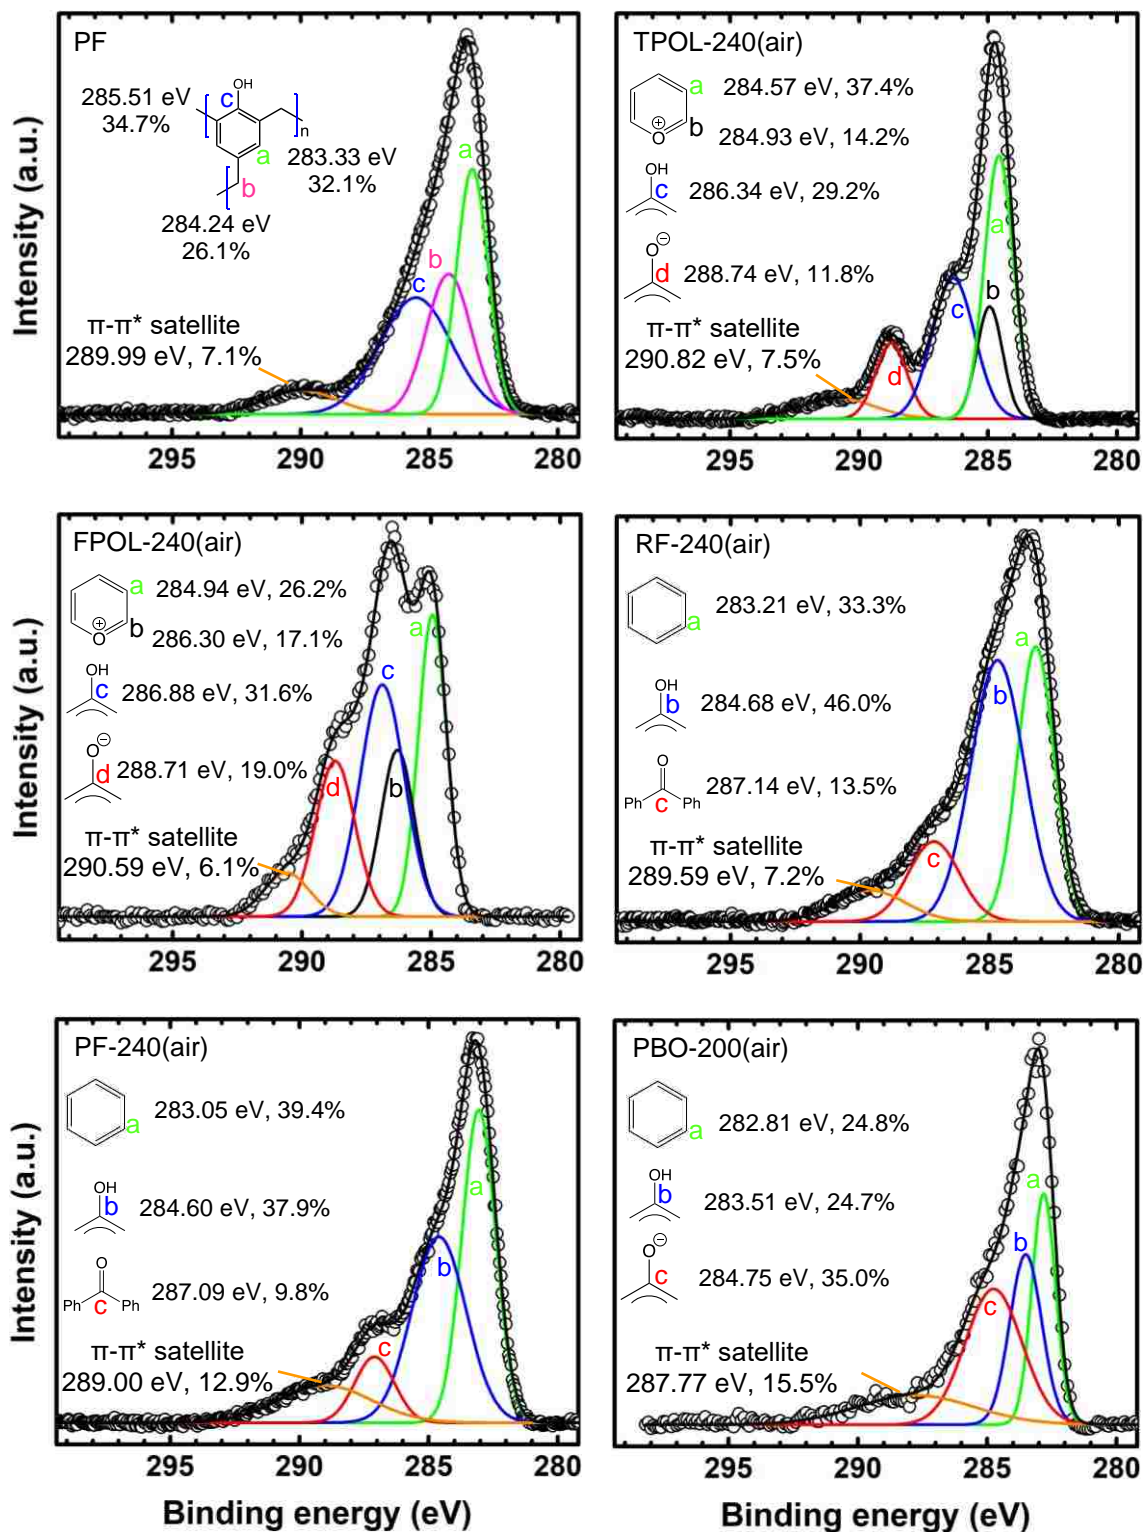 PF
OH
c
285.51 eV
34.7%
n
a
283.33 eV
32.1%
b
284.24 eV
26.1%
π-π* satellite
289.99 eV, 7.1%
a
b
c
295 290 285 280
Intensity (a.u.)
TPOL-240(air)
a 284.57 eV, 37.4%
b 284.93 eV, 14.2%
O
+
OH
c 286.34 eV, 29.2%
O−
d 288.74 eV, 11.8%
π-π* satellite
290.82 eV, 7.5%
a
b
c
d
295 290 285 280
FPOL-240(air)
a 284.94 eV, 26.2%
b 286.30 eV, 17.1%
O
+
OH
c 286.88 eV, 31.6%
O−
d 288.71 eV, 19.0%
π-π* satellite
290.59 eV, 6.1%
a
c
b
d
295 290 285 280
Intensity (a.u.)
RF-240(air)
a 283.21 eV, 33.3%
OH
b 284.68 eV, 46.0%
O
Ph Ph
c 287.14 eV, 13.5%
π-π* satellite
289.59 eV, 7.2%
a
b
c
295 290 285 280
PF-240(air)
a 283.05 eV, 39.4%
OH
b 284.60 eV, 37.9%
O
Ph Ph
c 287.09 eV, 9.8%
π-π* satellite
289.00 eV, 12.9%
a
b
c
295 290 285 280
Intensity (a.u.)
Binding energy (eV)
PBO-200(air)
a 282.81 eV, 24.8%
OH
b 283.51 eV, 24.7%
O−
c 284.75 eV, 35.0%
π-π* satellite
287.77 eV, 15.5%
a
b
c
295 290 285 280
Binding energy (eV)